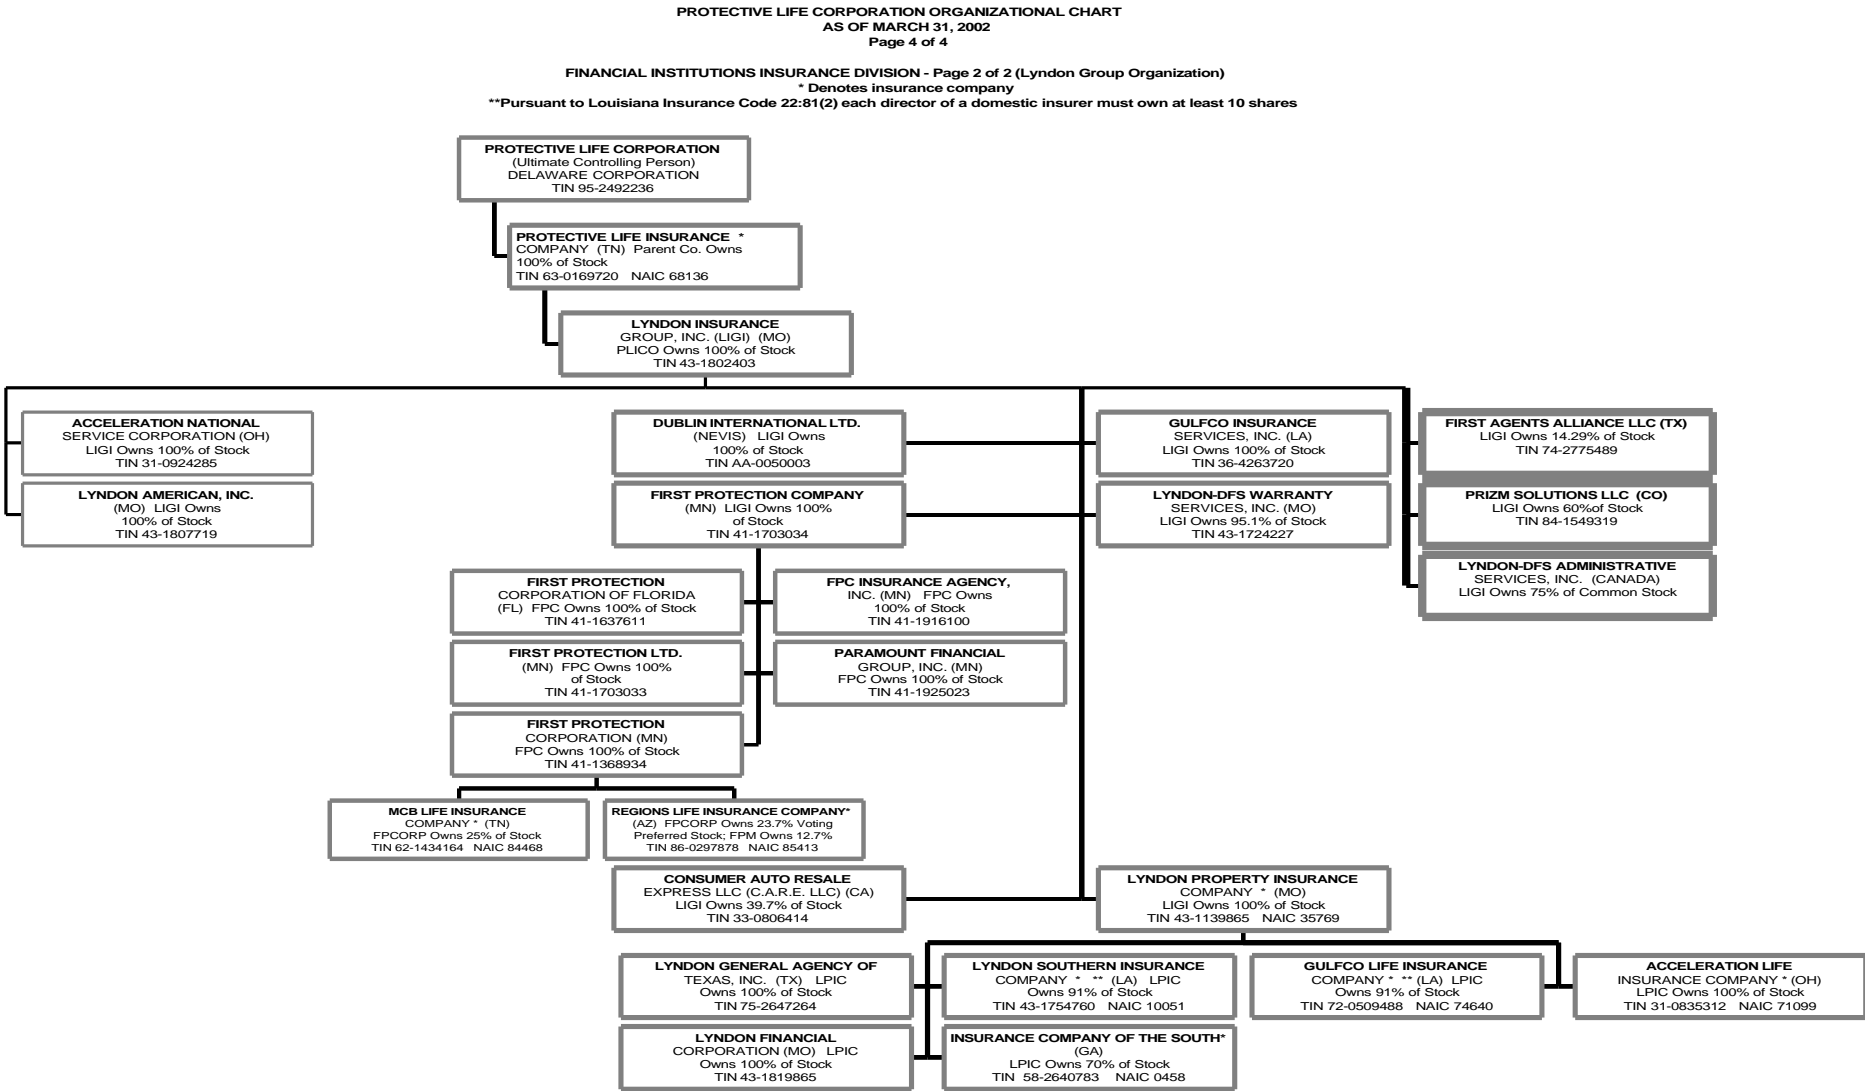 PROTECTIVE LIFE CORPORATION ORGANIZATIONAL CHART
AS OF MARCH 31, 2002
Page 4 of 4
FINANCIAL INSTITUTIONS INSURANCE DIVISION - Page 2 of 2 (Lyndon Group Organization)
* Denotes insurance company
**Pursuant to Louisiana Insurance Code 22:81(2) each director of a domestic insurer must own at least 10 shares
PROTECTIVE LIFE CORPORATION
(Ultimate Controlling Person)
DELAWARE CORPORATION
TIN 95-2492236
PROTECTIVE LIFE INSURANCE *
COMPANY (TN) Parent Co. Owns
100% of Stock
TIN 63-0169720 NAIC 68136
LYNDON INSURANCE
GROUP, INC. (LIGI) (MO)
PLICO Owns 100% of Stock
TIN 43-1802403
ACCELERATION NATIONAL
SERVICE CORPORATION (OH)
LIGI Owns 100% of Stock
TIN 31-0924285
DUBLIN INTERNATIONAL LTD.
(NEVIS) LIGI Owns
100% of Stock
TIN AA-0050003
GULFCO INSURANCE
SERVICES, INC. (LA)
LIGI Owns 100% of Stock
TIN 36-4263720
FIRST AGENTS ALLIANCE LLC (TX)
LIGI Owns 14.29% of Stock
TIN 74-2775489
LYNDON AMERICAN, INC.
(MO) LIGI Owns
100% of Stock
TIN 43-1807719
FIRST PROTECTION COMPANY
(MN) LIGI Owns 100%
of Stock
TIN 41-1703034
LYNDON-DFS WARRANTY
SERVICES, INC. (MO)
LIGI Owns 95.1% of Stock
TIN 43-1724227
PRIZM SOLUTIONS LLC (CO)
LIGI Owns 60%of Stock
TIN 84-1549319
LYNDON-DFS ADMINISTRATIVE
SERVICES, INC. (CANADA)
LIGI Owns 75% of Common Stock
FIRST PROTECTION
CORPORATION OF FLORIDA
(FL) FPC Owns 100% of Stock
TIN 41-1637611
FPC INSURANCE AGENCY,
INC. (MN) FPC Owns
100% of Stock
TIN 41-1916100
FIRST PROTECTION LTD.
(MN) FPC Owns 100%
of Stock
TIN 41-1703033
PARAMOUNT FINANCIAL
GROUP, INC. (MN)
FPC Owns 100% of Stock
TIN 41-1925023
FIRST PROTECTION
CORPORATION (MN)
FPC Owns 100% of Stock
TIN 41-1368934
MCB LIFE INSURANCE
COMPANY * (TN)
FPCORP Owns 25% of Stock
TIN 62-1434164 NAIC 84468
REGIONS LIFE INSURANCE COMPANY*
(AZ) FPCORP Owns 23.7% Voting
Preferred Stock; FPM Owns 12.7%
TIN 86-0297878 NAIC 85413
CONSUMER AUTO RESALE
EXPRESS LLC (C.A.R.E. LLC) (CA)
LIGI Owns 39.7% of Stock
TIN 33-0806414
LYNDON PROPERTY INSURANCE
COMPANY * (MO)
LIGI Owns 100% of Stock
TIN 43-1139865 NAIC 35769
LYNDON GENERAL AGENCY OF
TEXAS, INC. (TX) LPIC
Owns 100% of Stock
TIN 75-2647264
LYNDON SOUTHERN INSURANCE
COMPANY * ** (LA) LPIC
Owns 91% of Stock
TIN 43-1754760 NAIC 10051
GULFCO LIFE INSURANCE
COMPANY * ** (LA) LPIC
Owns 91% of Stock
TIN 72-0509488 NAIC 74640
ACCELERATION LIFE
INSURANCE COMPANY * (OH)
LPIC Owns 100% of Stock
TIN 31-0835312 NAIC 71099
LYNDON FINANCIAL
CORPORATION (MO) LPIC
Owns 100% of Stock
TIN 43-1819865
INSURANCE COMPANY OF THE SOUTH*
(GA)
LPIC Owns 70% of Stock
TIN 58-2640783 NAIC 0458